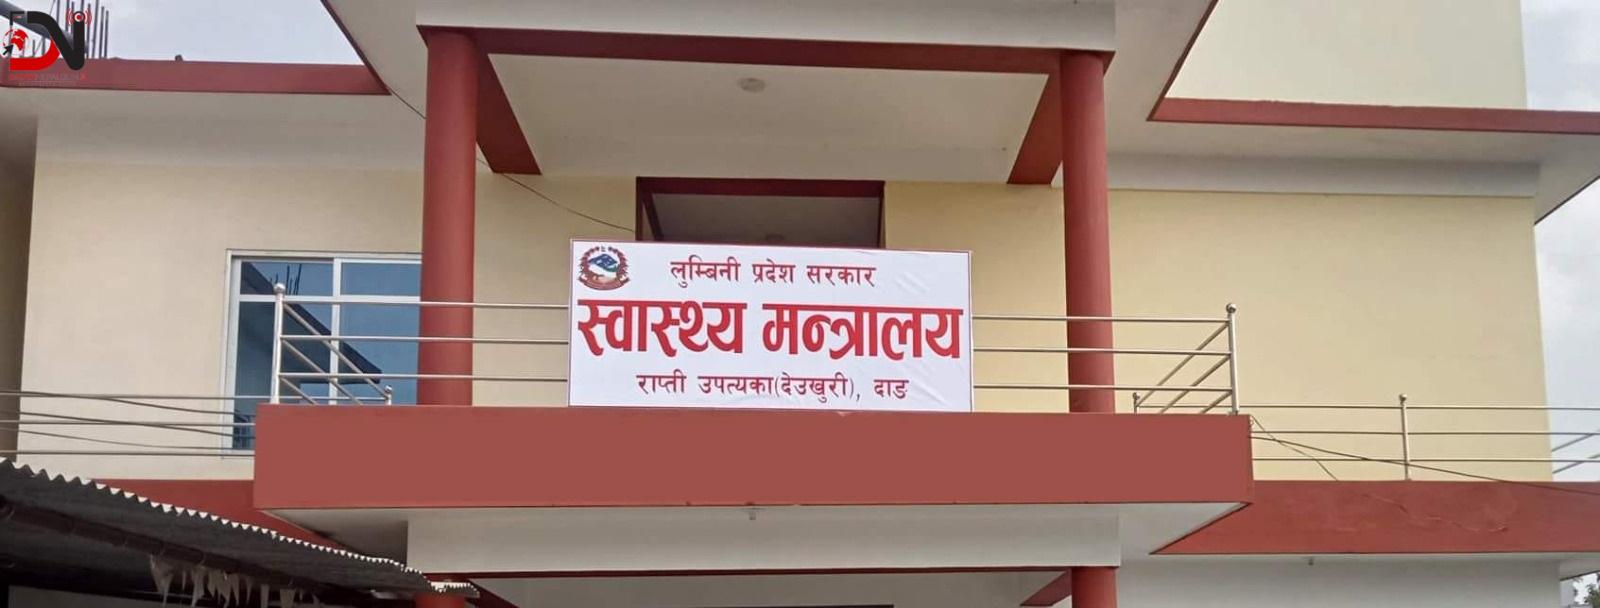 लुम्बिनी प्रदेश सरकार
स्वास्थ्य मन्त्रालय
राप्ती उपत्यका(देउखुरी), दाङ